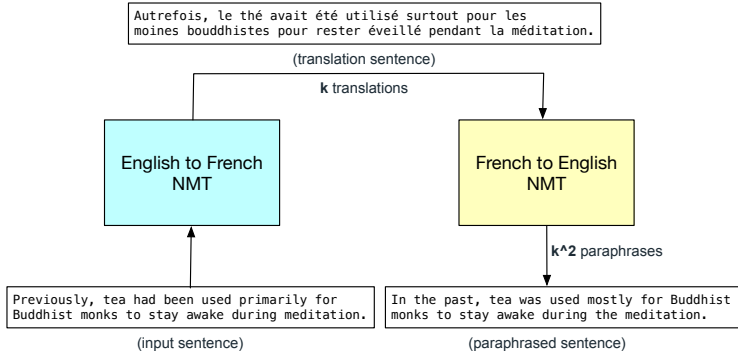 Autrefois, le thé avait été utilisé surtout pour les
moines bouddhistes pour rester éveillé pendant la méditation.
(translation sentence)
k translations
English to French
NMT
French to English
NMT
k^2 paraphrases
Previously, tea had been used primarily for
Buddhist monks to stay awake during meditation.
(input sentence)
In the past, tea was used mostly for Buddhist
monks to stay awake during the meditation.
(paraphrased sentence)